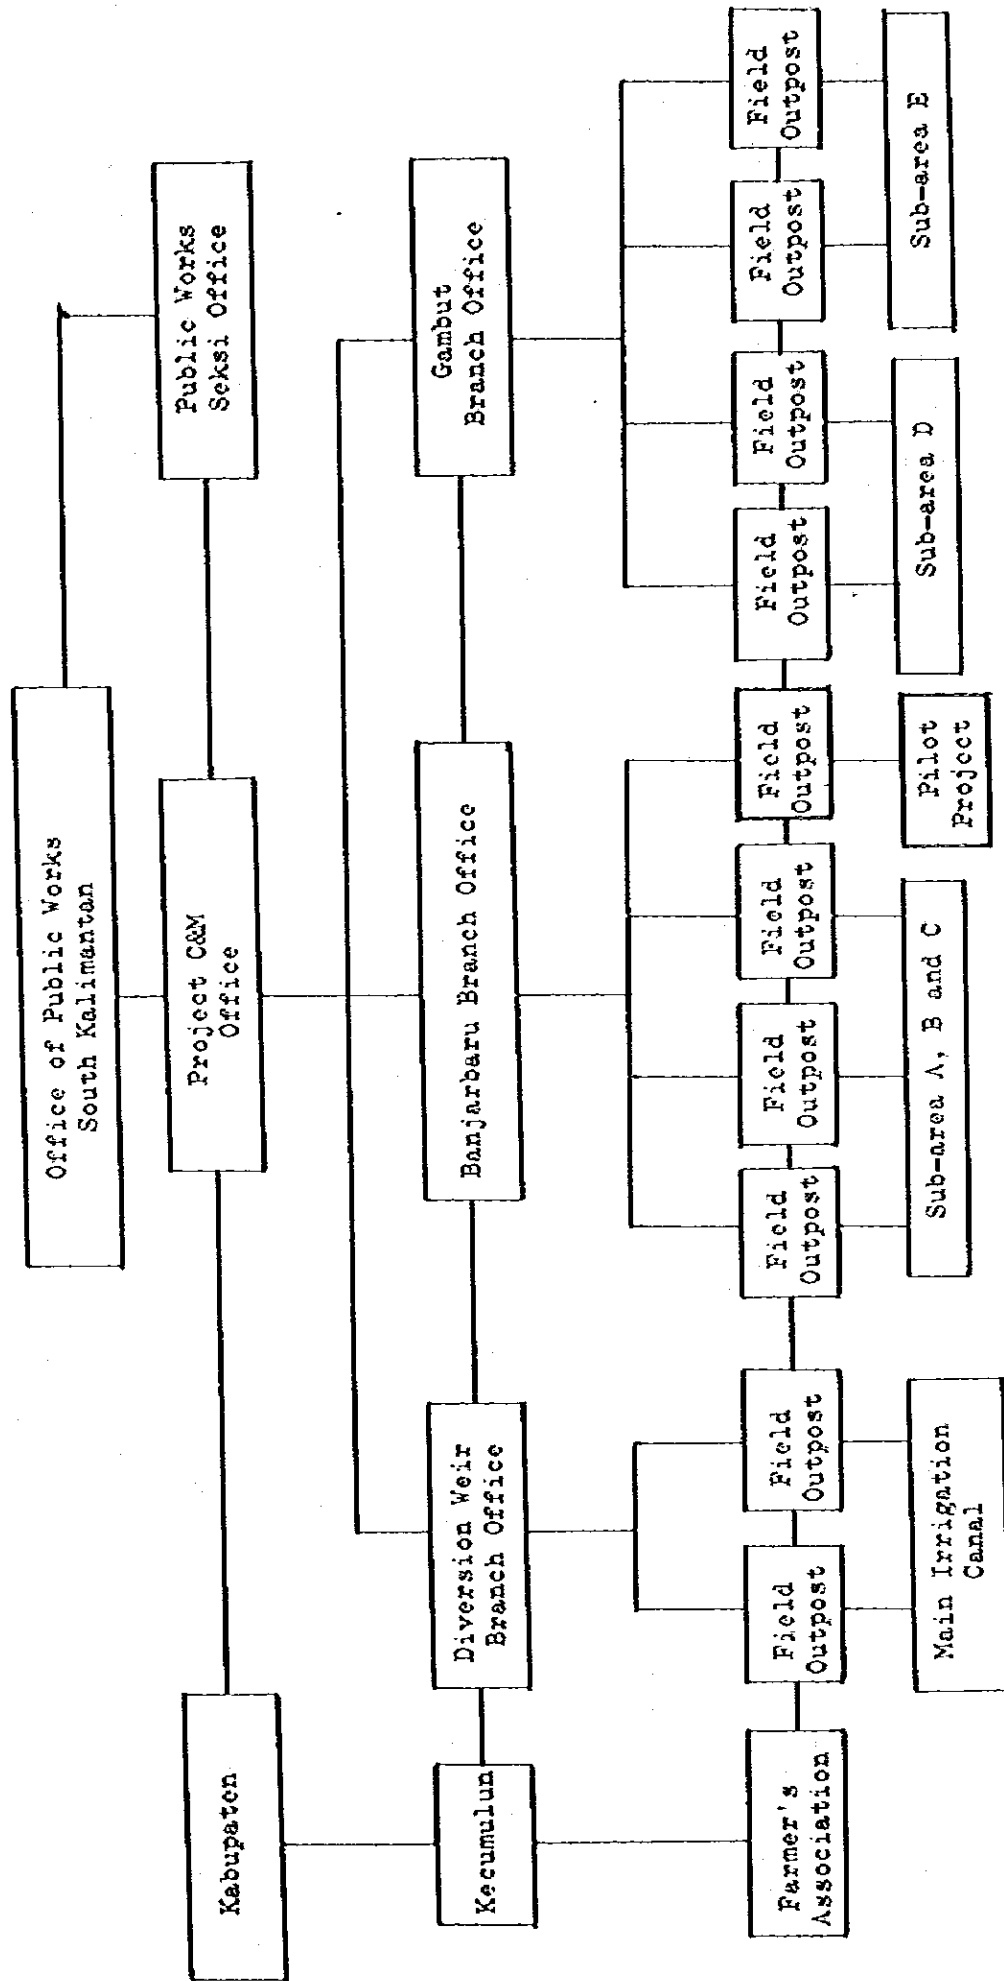 Office of Public Works
South Kalimantan
Kabupaten
Project C&M
Office
Public Works
Seksi Office
Kecumulun
Diversion Weir
Branch Office
Banjarbaru Branch Office
Gambut
Branch Office
Farmer's
Association
Field
Outpost
Field
Outpost
Field
Outpost
Field
Outpost
Field
Outpost
Field
Outpost
Field
Outpost
Field
Outpost
Field
Outpost
Field
Outpost
Main Irrigation
Canal
Sub-area A, B and C
Pilot
Project
Sub-area D
Sub-area E